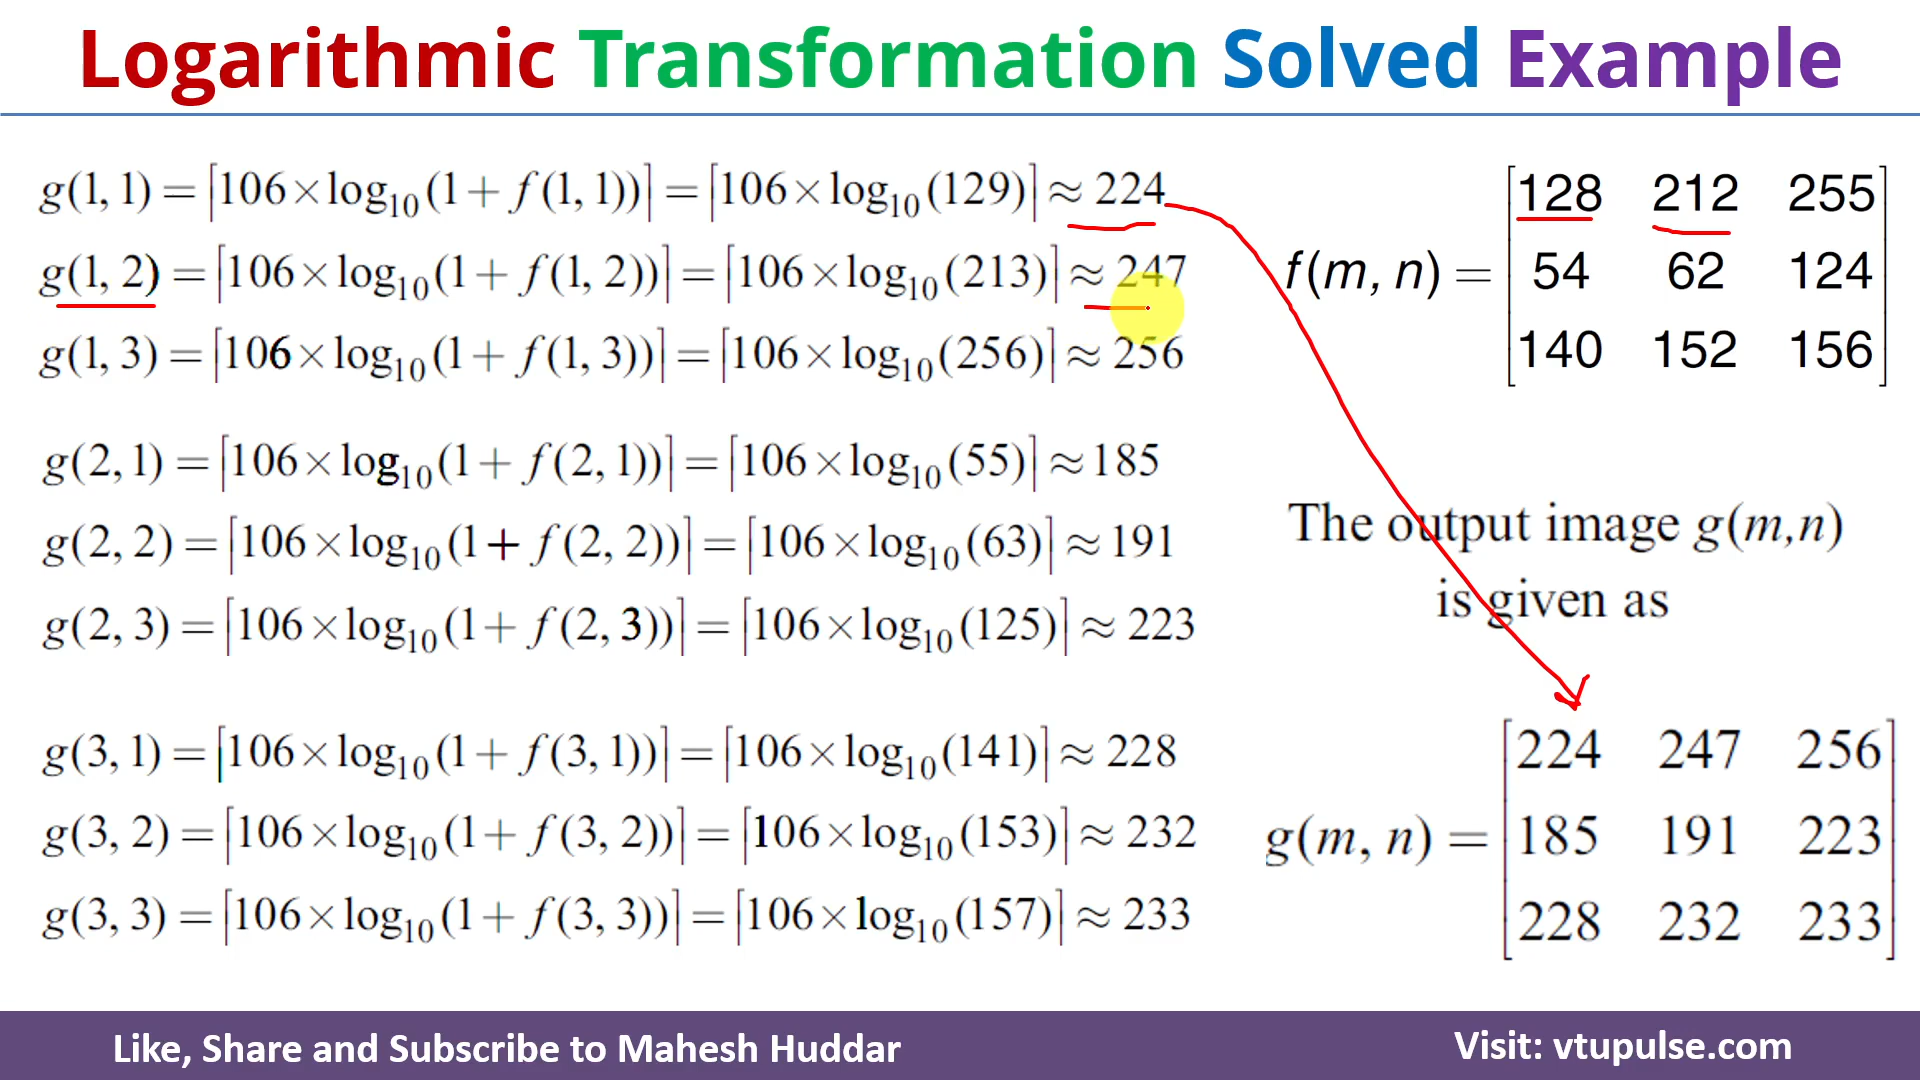 Logarithmic Transformation Solved Example
g(1, 1) = ⌈106×log₁₀(1+ f(1, 1))⌉ = ⌈106×log₁₀(129)⌉ ≈ 224
g(1, 2) = ⌈106×log₁₀(1+ f(1, 2))⌉ = ⌈106×log₁₀(213)⌉ ≈ 247
g(1, 3) = ⌈106×log₁₀(1+ f(1, 3))⌉ = ⌈106×log₁₀(256)⌉ ≈ 256
g(2, 1) = ⌈106×log₁₀(1+ f(2, 1))⌉ = ⌈106×log₁₀(55)⌉ ≈ 185
g(2, 2) = ⌈106×log₁₀(1+ f(2, 2))⌉ = ⌈106×log₁₀(63)⌉ ≈ 191
g(2, 3) = ⌈106×log₁₀(1+ f(2, 3))⌉ = ⌈106×log₁₀(125)⌉ ≈ 223
g(3, 1) = ⌈106×log₁₀(1+ f(3, 1))⌉ = ⌈106×log₁₀(141)⌉ ≈ 228
g(3, 2) = ⌈106×log₁₀(1+ f(3, 2))⌉ = ⌈106×log₁₀(153)⌉ ≈ 232
g(3, 3) = ⌈106×log₁₀(1+ f(3, 3))⌉ = ⌈106×log₁₀(157)⌉ ≈ 233
128 212 255
f(m, n) = 54 62 124
140 152 156
The output image g(m,n)
is given as
224 247 256
g(m, n) = 185 191 223
228 232 233
Like, Share and Subscribe to Mahesh Huddar
Visit: vtupulse.com